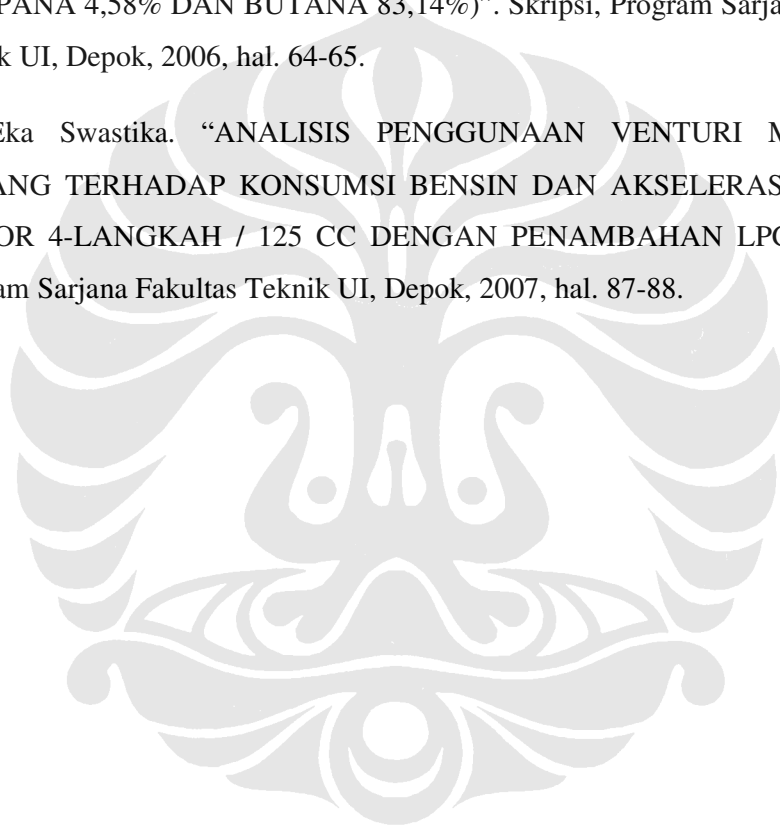 PANA 4,58% DAN BUTANA 83,14%)”. Skripsi, Program Sarja
k UI, Depok, 2006, hal. 64-65.
Eka Swastika. “ANALISIS PENGGUNAAN VENTURI M
ANG TERHADAP KONSUMSI BENSIN DAN AKSELERAS
OR 4-LANGKAH / 125 CC DENGAN PENAMBAHAN LPG
am Sarjana Fakultas Teknik UI, Depok, 2007, hal. 87-88.